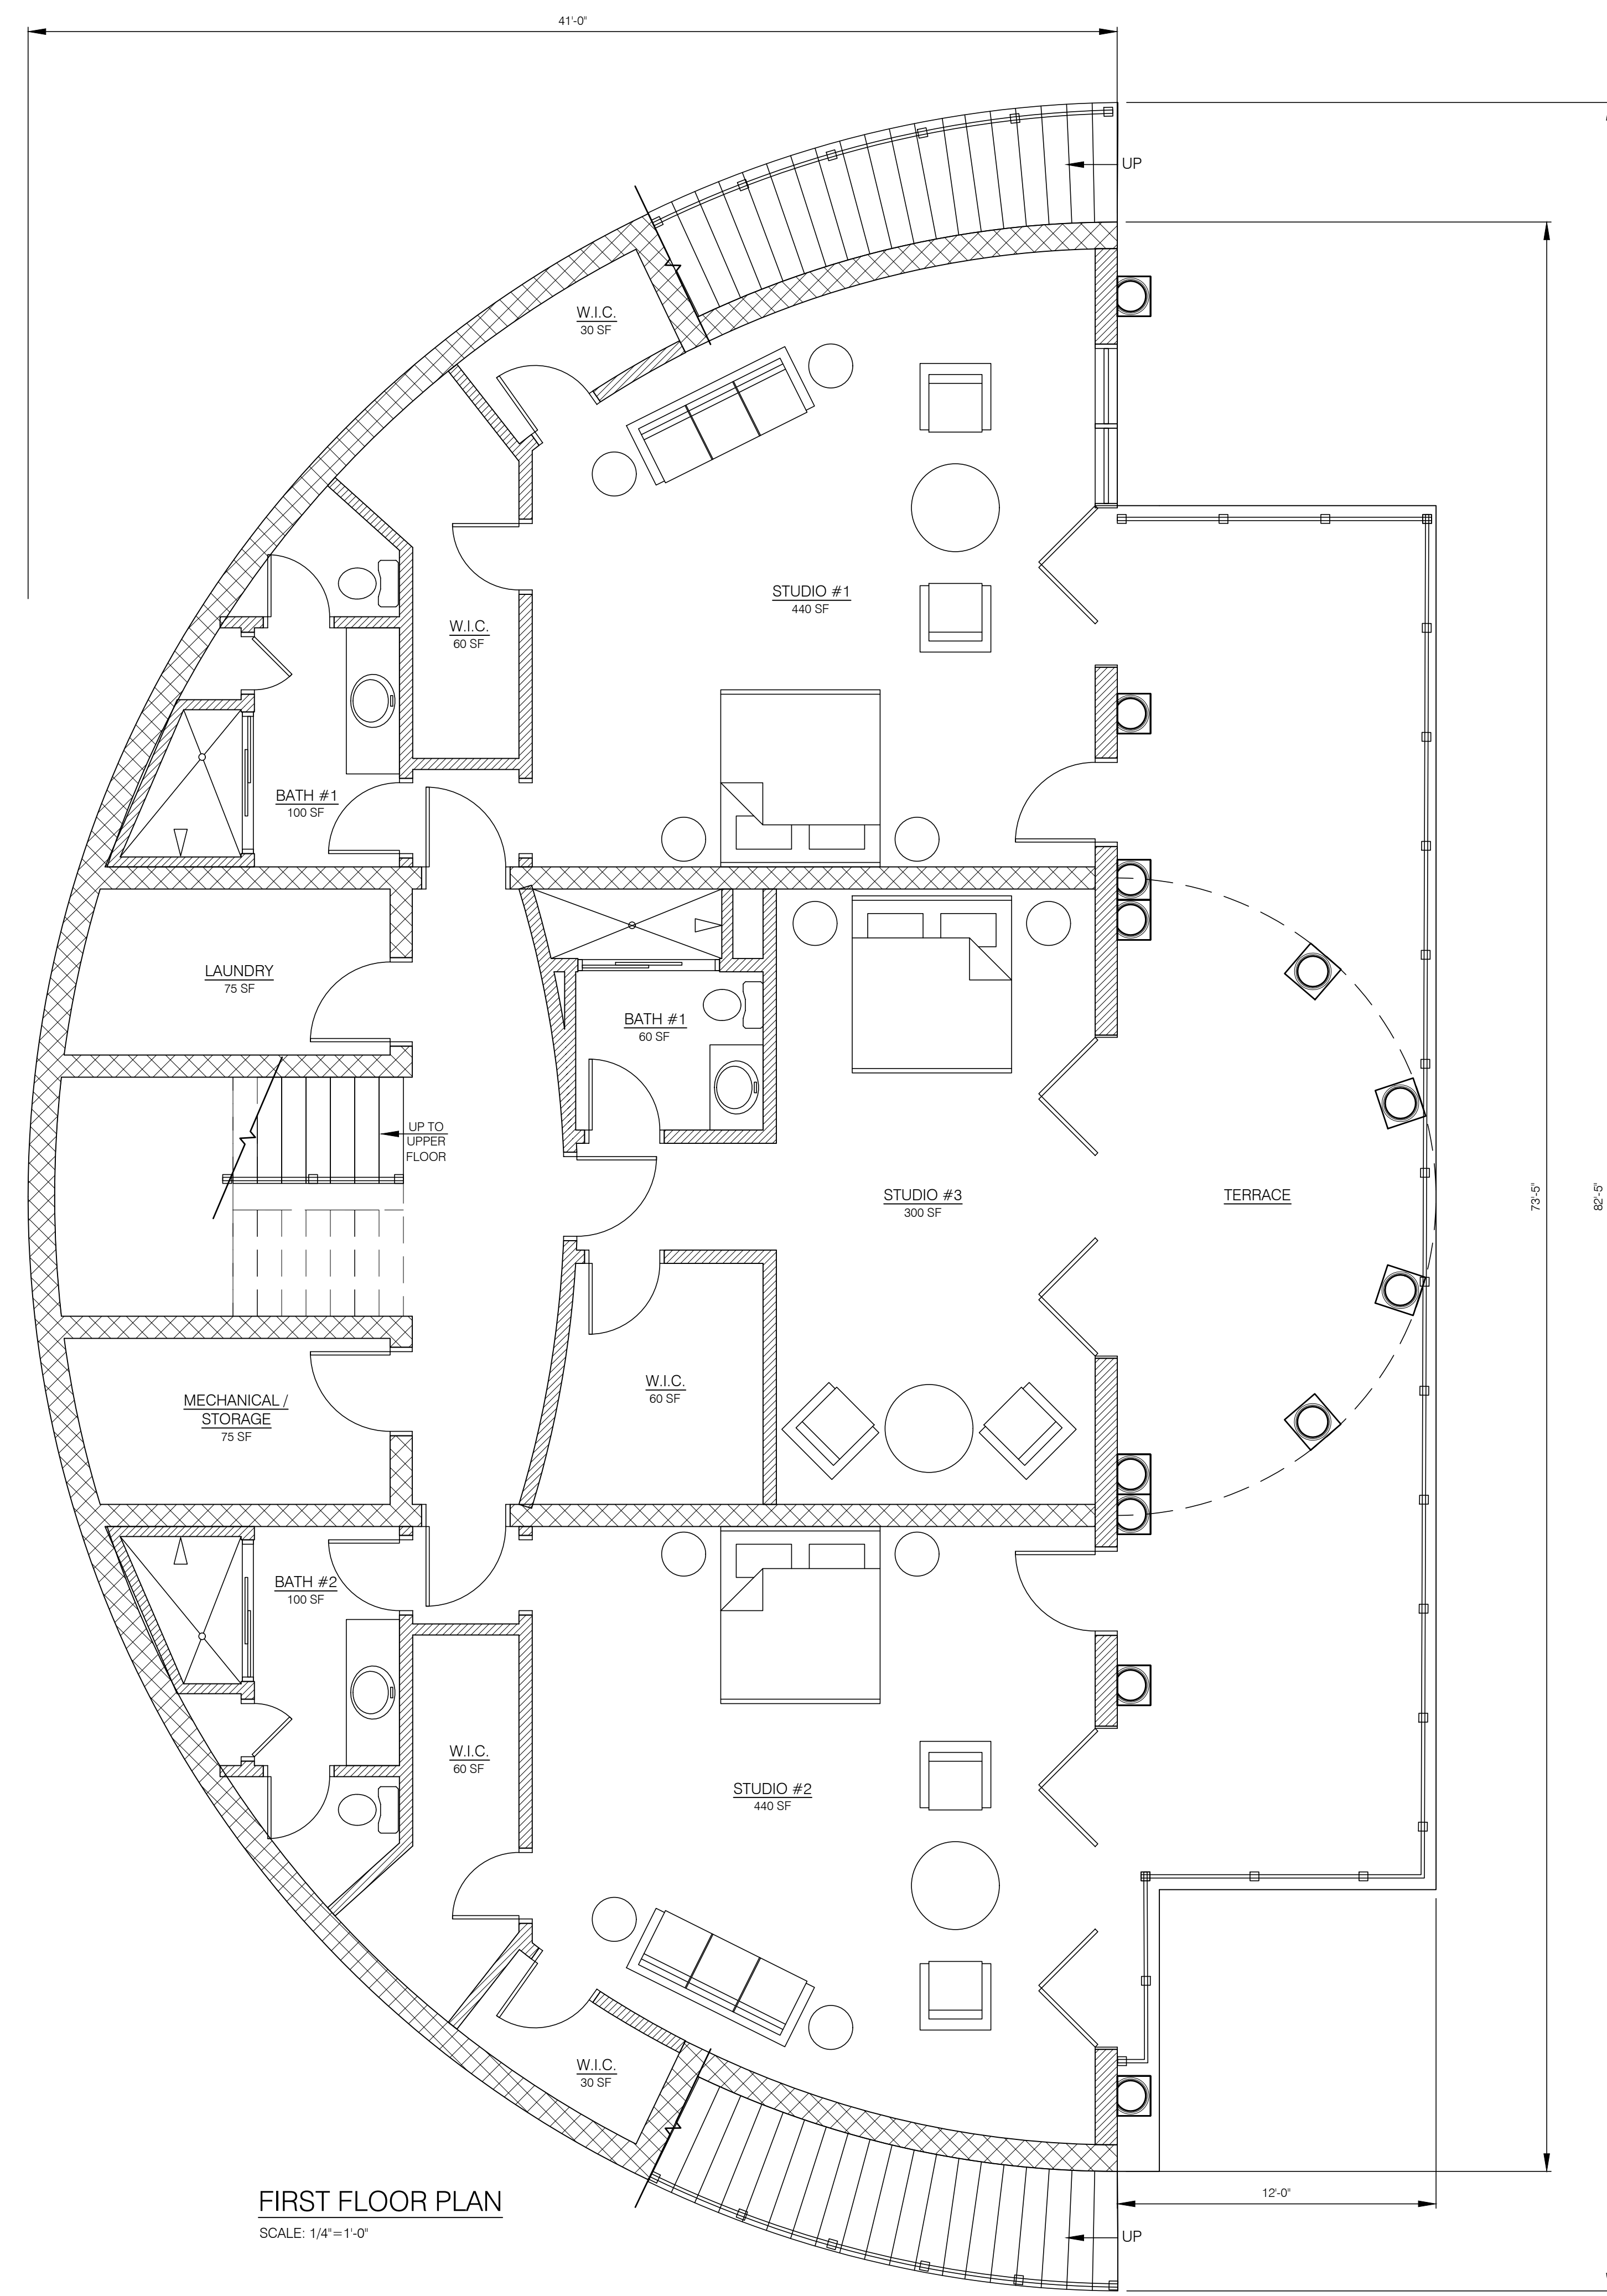 41'-0"
UP
W.I.C.
30 SF
STUDIO #1
440 SF
W.I.C.
60 SF
BATH #1
100 SF
LAUNDRY
75 SF
BATH #1
60 SF
UP TO
UPPER
FLOOR
STUDIO #3
300 SF
TERRACE
73'-5"
82'-5"
W.I.C.
60 SF
MECHANICAL /
STORAGE
75 SF
BATH #2
100 SF
W.I.C.
60 SF
STUDIO #2
440 SF
W.I.C.
30 SF
12'-0"
UP
FIRST FLOOR PLAN
SCALE: 1/4"=1'-0"